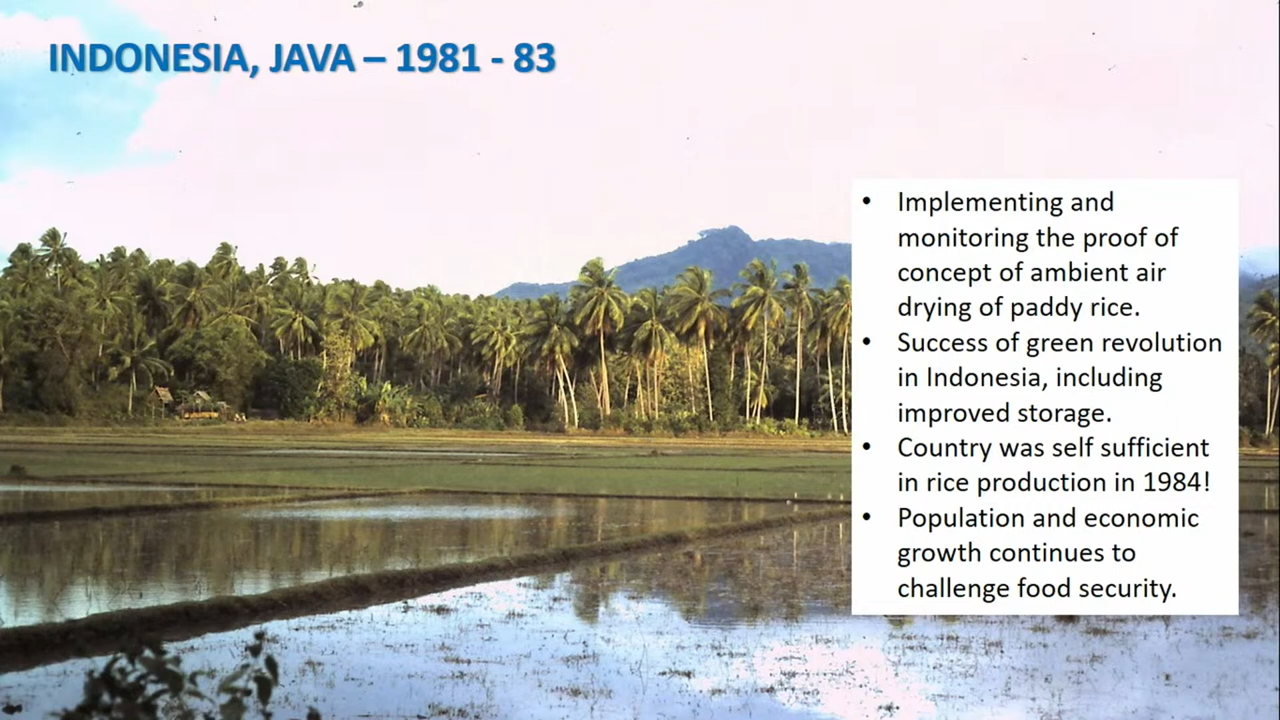 INDONESIA, JAVA – 1981 - 83
• Implementing and
monitoring the proof of
concept of ambient air
drying of paddy rice.
• Success of green revolution
in Indonesia, including
improved storage.
• Country was self sufficient
in rice production in 1984!
• Population and economic
growth continues to
challenge food security.